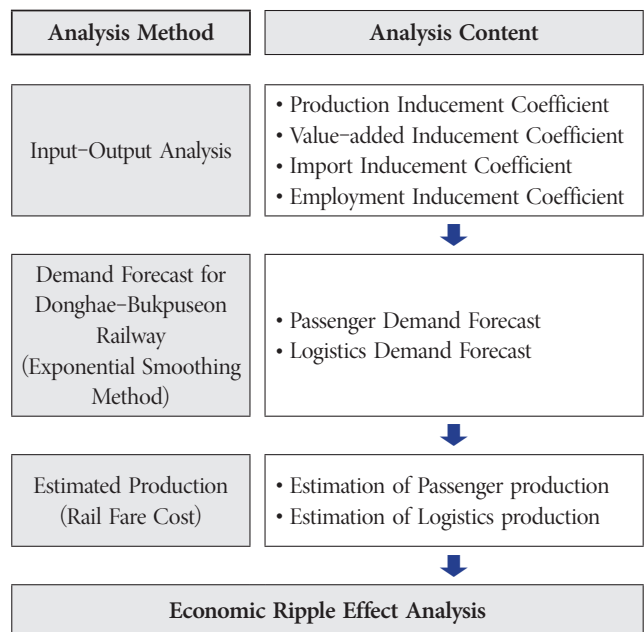 Analysis Method
Analysis Content
Input-Output Analysis
• Production Inducement Coefficient
• Value-added Inducement Coefficient
• Import Inducement Coefficient
• Employment Inducement Coefficient
Demand Forecast for
Donghae-Bukpuseon
Railway
(Exponential Smoothing
Method)
• Passenger Demand Forecast
• Logistics Demand Forecast
Estimated Production
(Rail Fare Cost)
• Estimation of Passenger production
• Estimation of Logistics production
Economic Ripple Effect Analysis